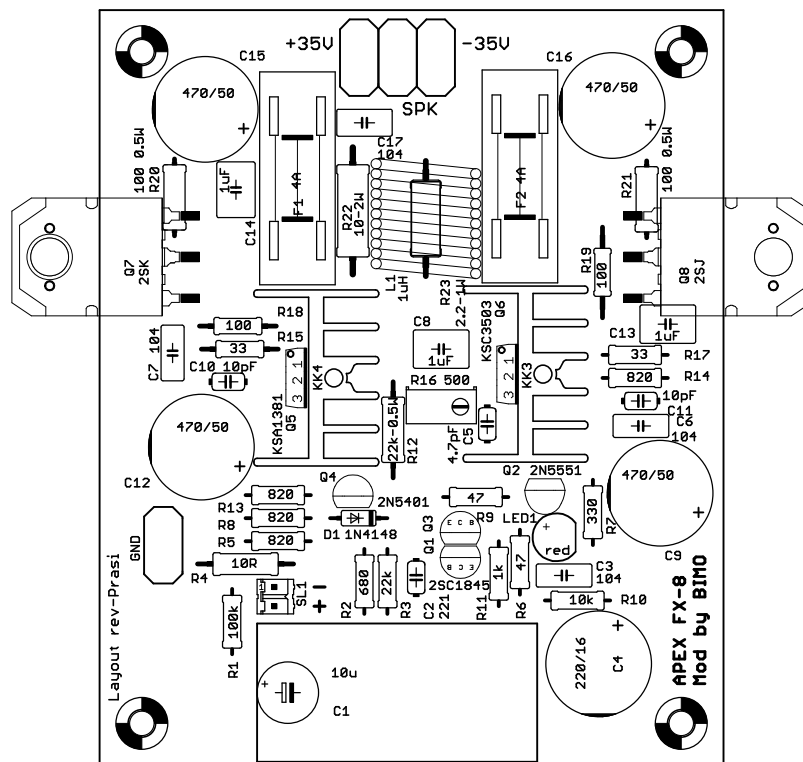 C15
+35V
-35V
C16
470/50
+
SPK
470/50
+
C17
104
100 0.5W
R20
1uF
C14
F1 4A
R22
10-2W
F2 4A
R21
100 0.5W
Q7
2SK
L1
1uH
R23
2.2-1W
R19
100
Q8
2SJ
C7 104
100
R18
33
R15
C10 10pF
KSA1381
Q5
3 2 1
KK4
C8
1uF
R16 500
KSC3503
Q6
3 2 1
KK3
C13
1uF
33
R17
820
R14
10pF
C11
C6
104
470/50
+
C12
22k-0.5W
R12
4.7pF
C5
470/50
+
C9
Q4
2N5401
D1 1N4148
820
R13
820
R8
820
R5
Q2 2N5551
47
R9
LED1
+
red
330
R7
Q3
Q1
E C B
E C B
2SC1845
GND
R4
10R
SL1
-
+
680
R2
22k
R3
C2
221
1k
R11
47
R6
C3
104
10k
R10
100k
R1
+
10u
C1
+
220/16
C4
Layout rev-Prasi
APEX FX-8
Mod by BIMO